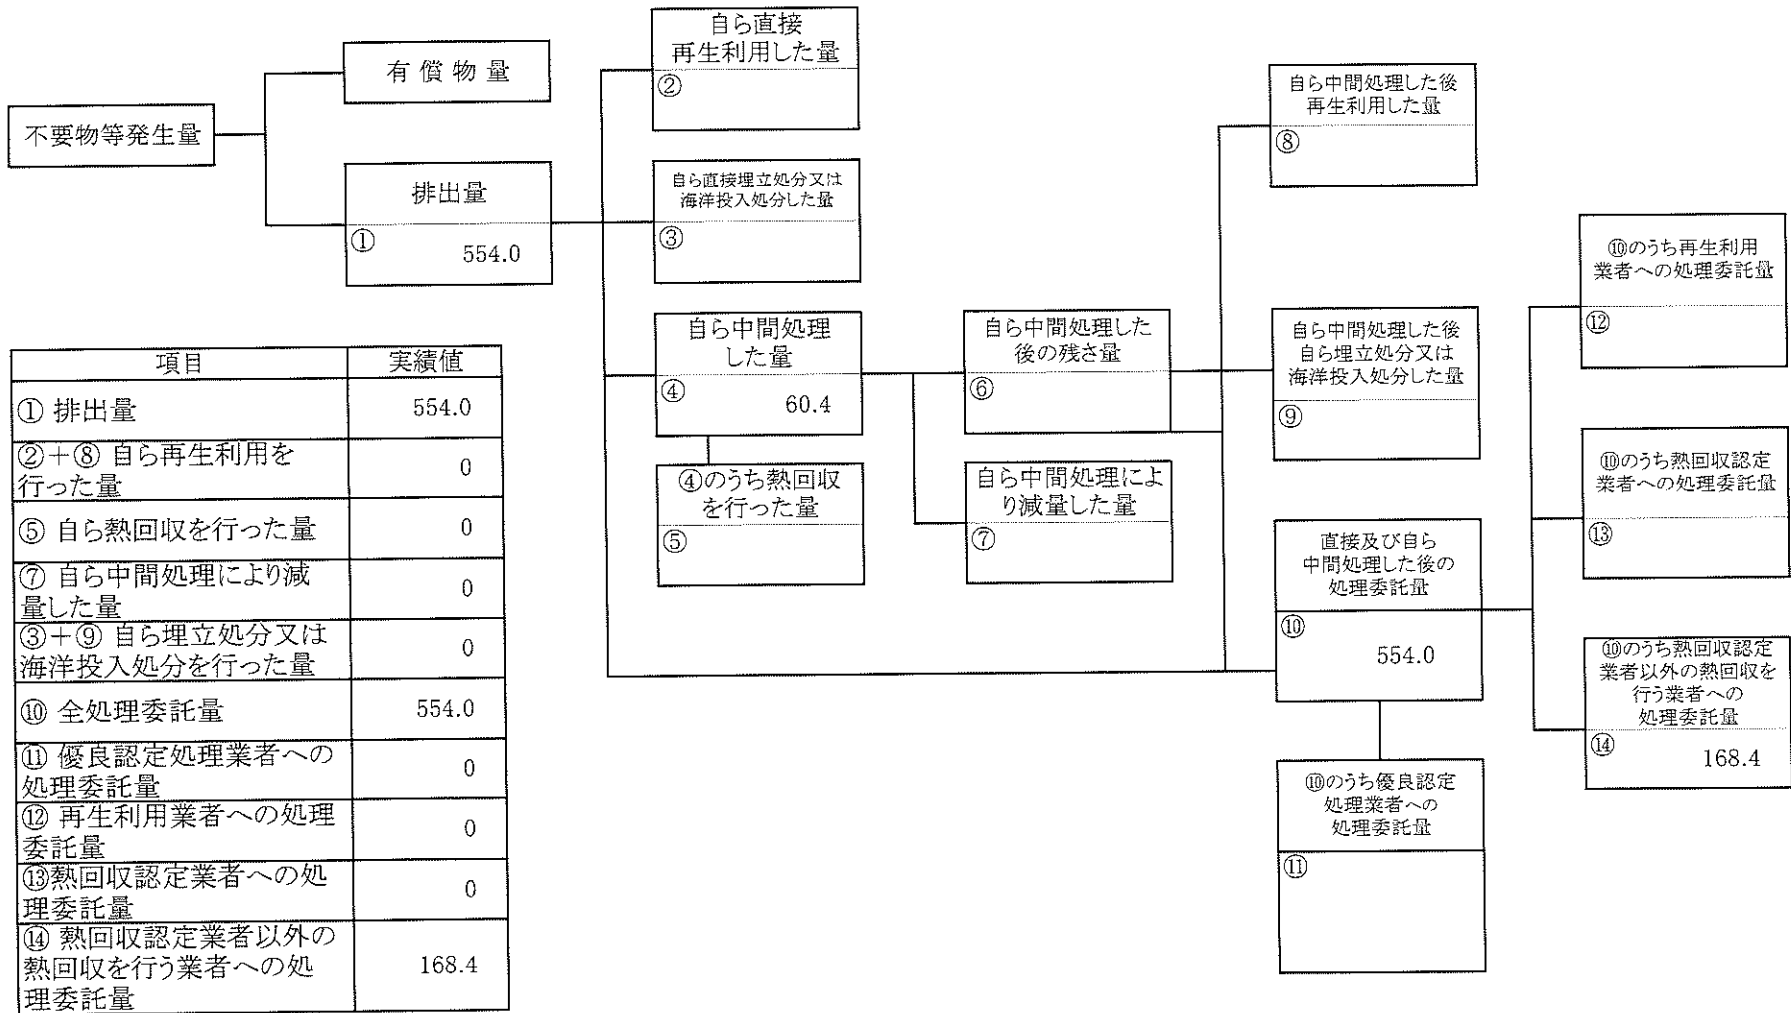 不要物等発生量
有償物量
排出量
①
554.0
自ら直接
再生利用した量
②
自ら直接埋立処分又は
海洋投入処分した量
③
自ら中間処理
した量
④
60.4
④のうち熱回収
を行った量
⑤
自ら中間処理した
後の残さ量
⑥
自ら中間処理によ
り減量した量
⑦
自ら中間処理した後
再生利用した量
⑧
自ら中間処理した後
自ら埋立処分又は
海洋投入処分した量
⑨
直接及び自ら
中間処理した後の
処理委託量
⑩
554.0
⑩のうち優良認定
処理業者への
処理委託量
⑪
⑩のうち再生利用
業者への処理委託量
⑫
⑩のうち熱回収認定
業者への処理委託量
⑬
⑩のうち熱回収認定
業者以外の熱回収を
行う業者への
処理委託量
⑭
168.4
項目 実績値
① 排出量 554.0
②＋⑧ 自ら再生利用を
行った量 0
⑤ 自ら熱回収を行った量 0
⑦ 自ら中間処理により減
量した量 0
③＋⑨ 自ら埋立処分又は
海洋投入処分を行った量 0
⑩ 全処理委託量 554.0
⑪ 優良認定処理業者への
処理委託量 0
⑫ 再生利用業者への処理
委託量 0
⑬熱回収認定業者への処
理委託量 0
⑭ 熱回収認定業者以外の
熱回収を行う業者への処
理委託量 168.4